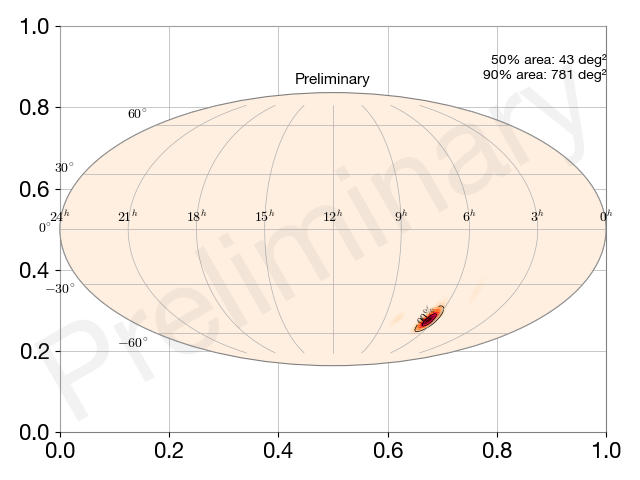 1.0
50% area: 43 deg²
90% area: 781 deg²
Preliminary
0.8
60°
0.6
30°
24ʰ 21ʰ 18ʰ 15ʰ 12ʰ 9ʰ 6ʰ 3ʰ 0ʰ
0°
0.4
−30°
0.2
−60°
0.0
0.0 0.2 0.4 0.6 0.8 1.0
Preliminary